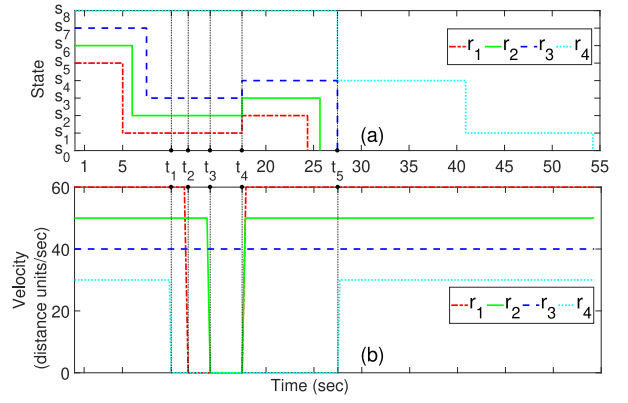 s8
s7
s6
s5
s4
s3
s2
s1
s0
State
r1 r2 r3 r4
(a)
1 5 t1 t2 t3 t4 20 25 t5 30 35 40 45 50 55
60
40
20
0
Velocity
(distance units/sec)
r1 r2 r3 r4
(b)
Time (sec)